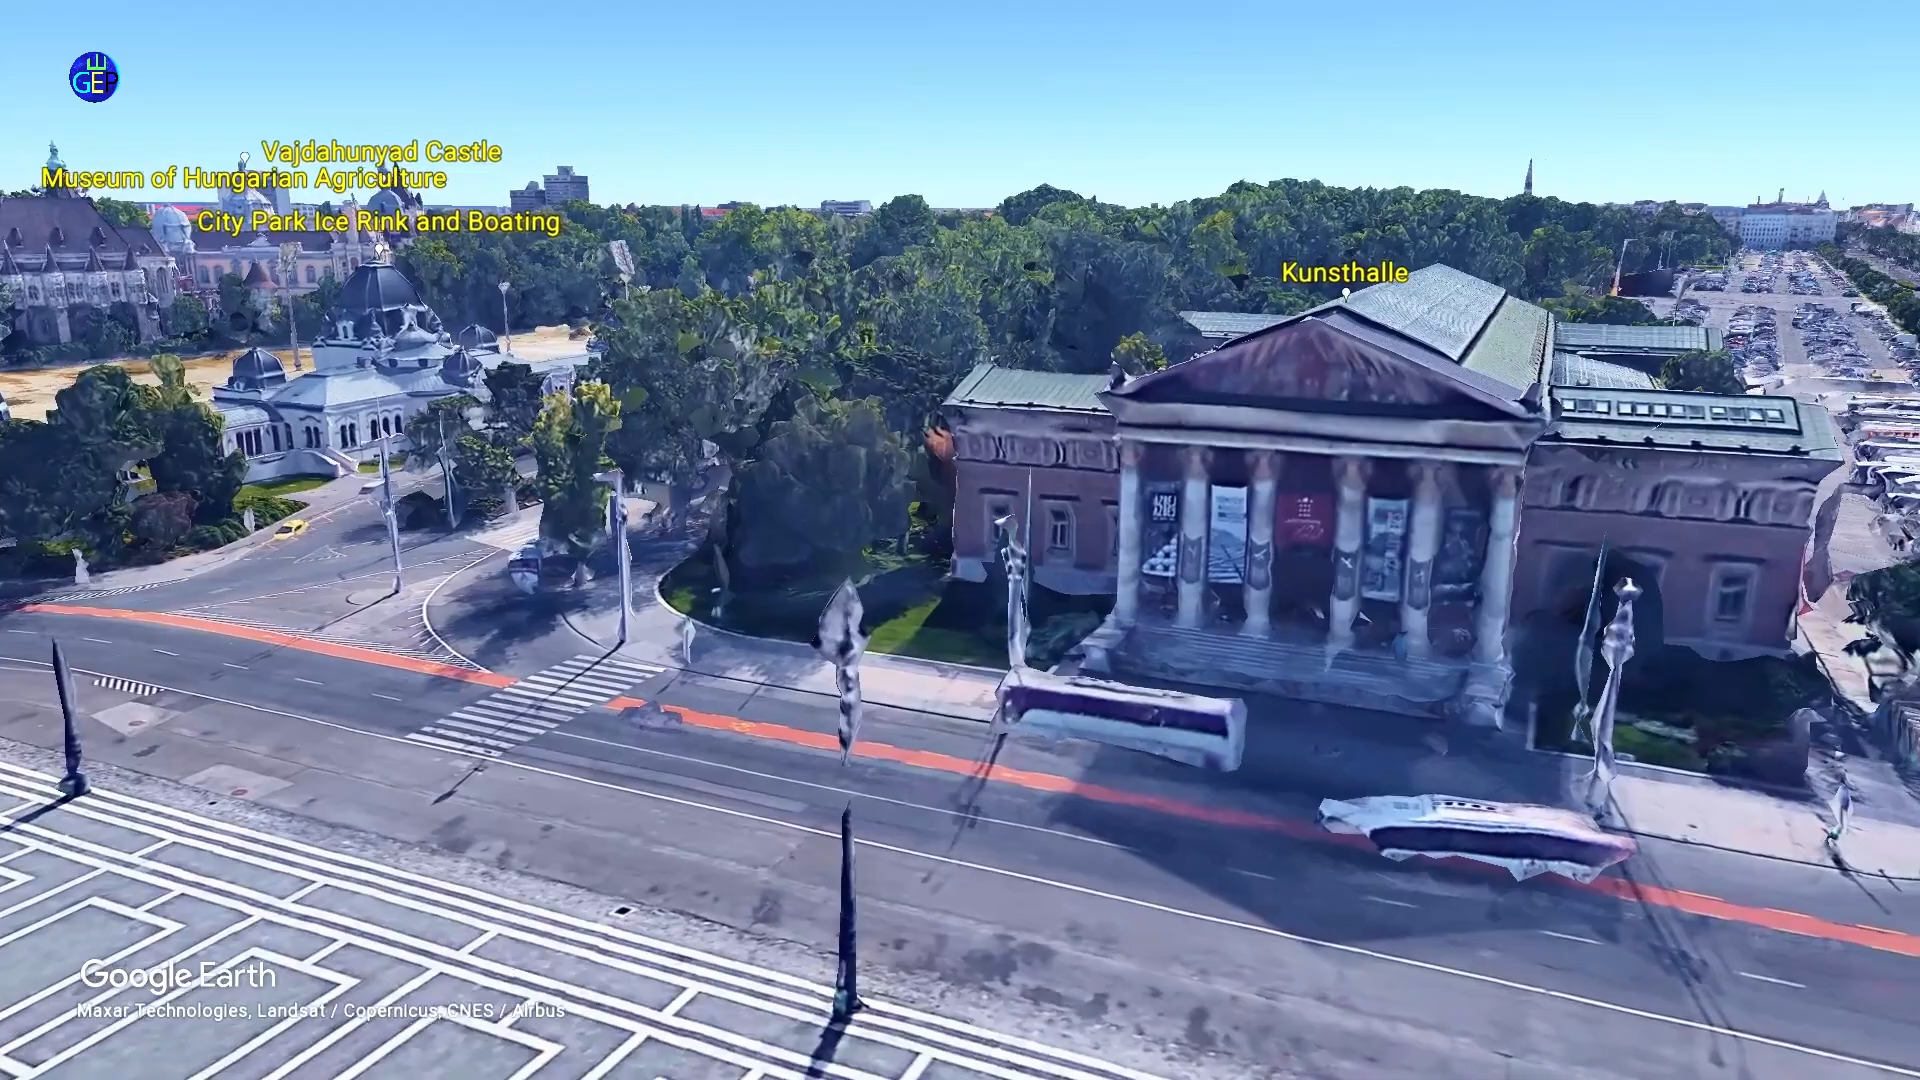 GEP
Vajdahunyad Castle
Museum of Hungarian Agriculture
City Park Ice Rink and Boating
Kunsthalle
Google Earth
Maxar Technologies, Landsat / Copernicus, CNES / Airbus